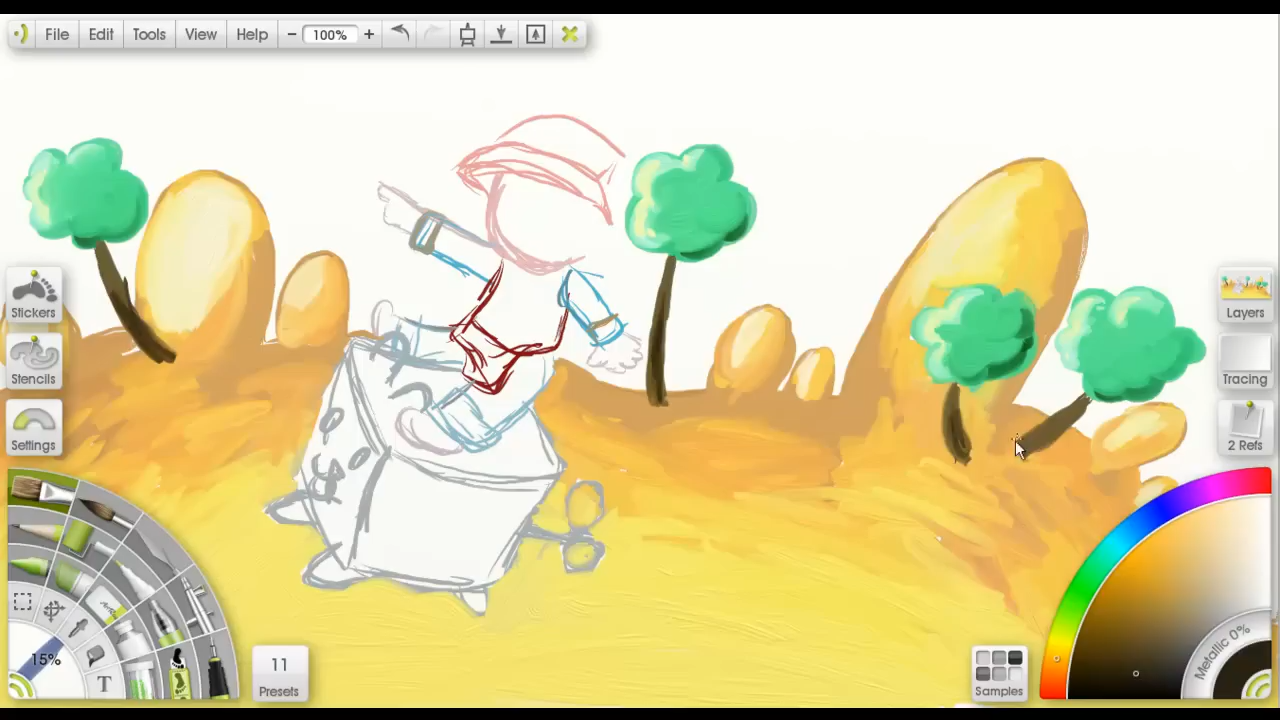 File Edit Tools View Help − 100% +
Stickers
Stencils
Settings
Layers
Tracing
2 Refs
15%
T
11
Presets
Samples
Metallic 0%